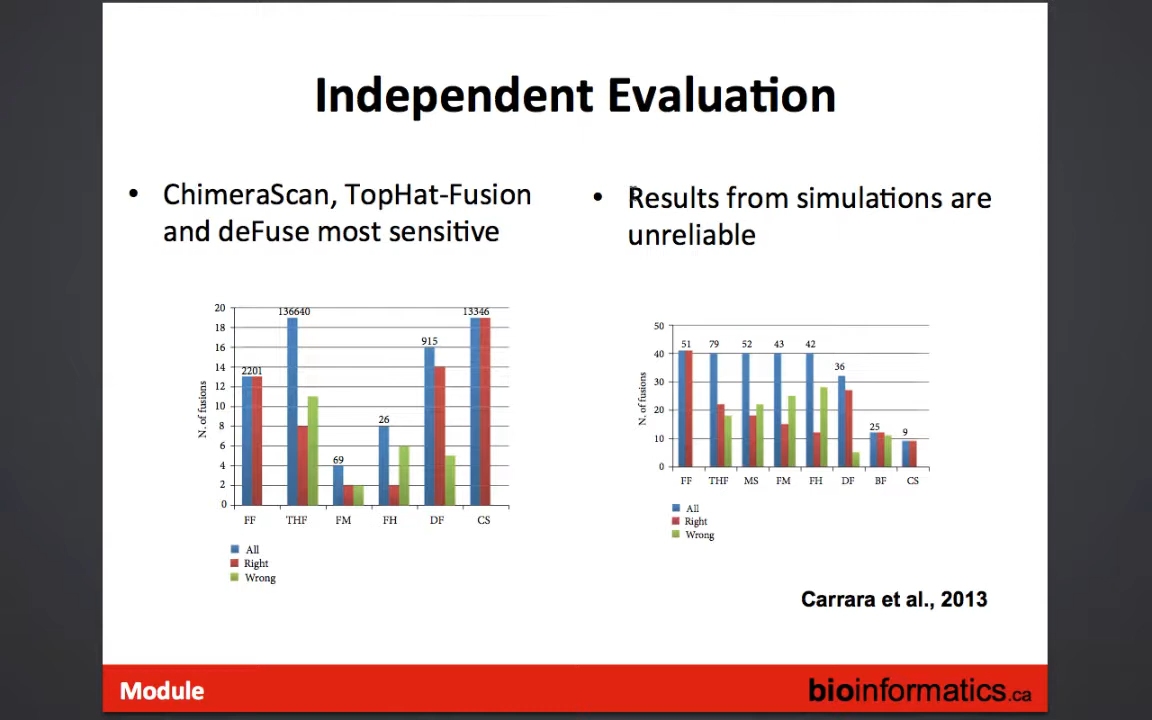 Independent Evaluation
• ChimeraScan, TopHat-Fusion
and deFuse most sensitive
• Results from simulations are
unreliable
20
18
16
14
12
10
8
6
4
2
0
N. of fusions
2201
136640
69
26
915
13346
FF THF FM FH DF CS
All
Right
Wrong
50
40
30
20
10
0
N. of fusions
51 79 52 43 42 36 25 9
FF THF MS FM FH DF BF CS
All
Right
Wrong
Carrara et al., 2013
Module
bioinformatics.ca